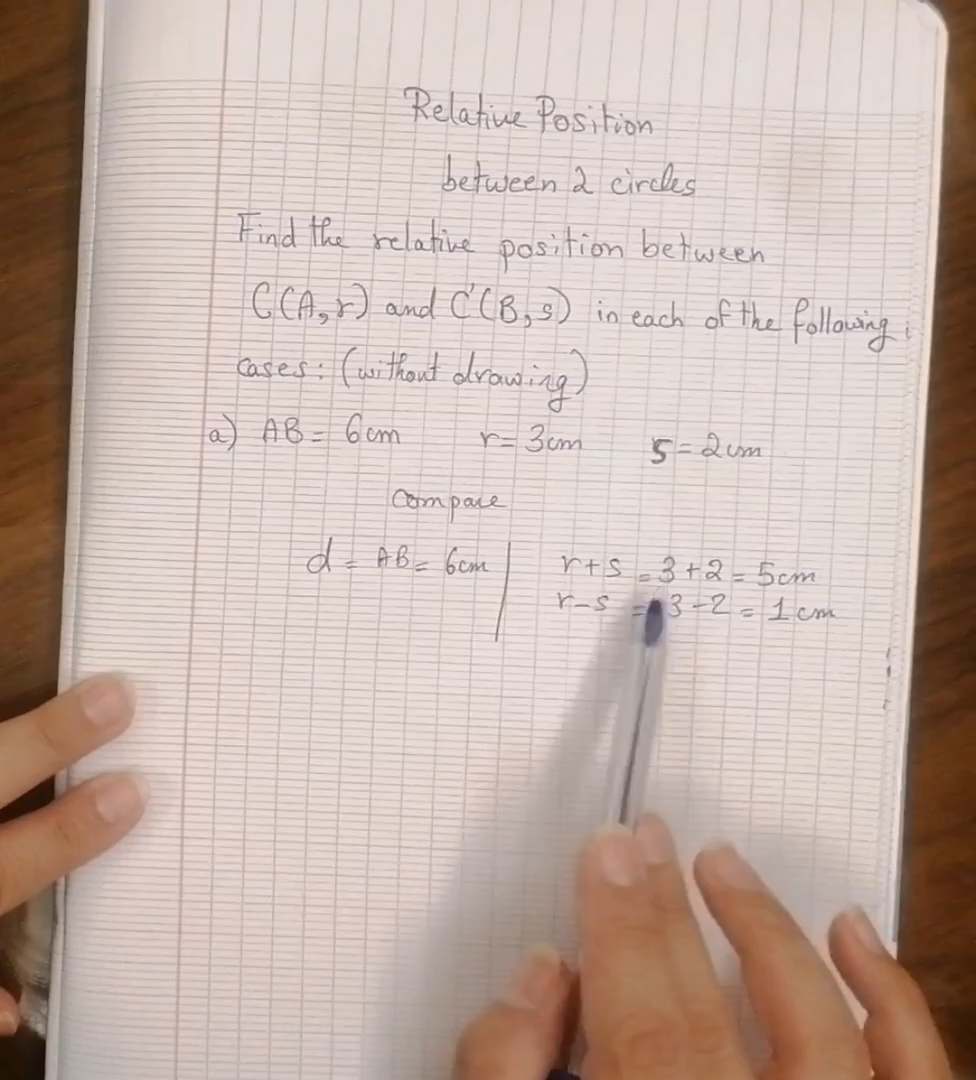 Relative Position
between 2 circles
Find the relative position between
C(A,r) and C'(B,s) in each of the following
cases: (without drawing)
a) AB = 6cm r = 3cm s = 2cm
Compare
d = AB = 6cm | r+s = 3+2 = 5cm
r-s = 3-2 = 1cm